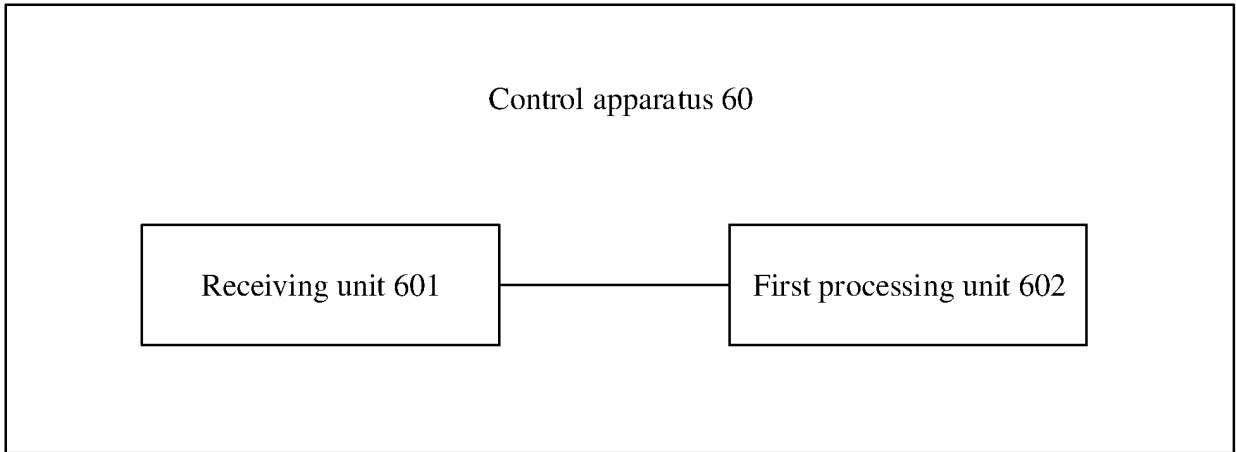 Control apparatus 60
Receiving unit 601
First processing unit 602